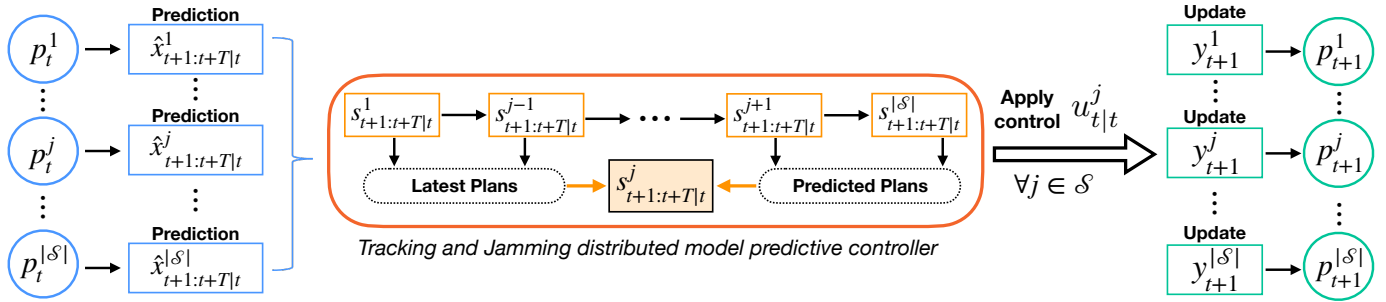 Prediction
p_t^1
x̂^1_{t+1:t+T|t}
Prediction
p_t^j
x̂^j_{t+1:t+T|t}
Prediction
p_t^{|𝒮|}
x̂^{|𝒮|}_{t+1:t+T|t}
s^1_{t+1:t+T|t}
s^{j−1}_{t+1:t+T|t}
s^{j+1}_{t+1:t+T|t}
s^{|𝒮|}_{t+1:t+T|t}
Latest Plans
s^j_{t+1:t+T|t}
Predicted Plans
Tracking and Jamming distributed model predictive controller
Apply
control
u^j_{t|t}
∀j ∈ 𝒮
Update
y^1_{t+1}
p^1_{t+1}
Update
y^j_{t+1}
p^j_{t+1}
Update
y^{|𝒮|}_{t+1}
p^{|𝒮|}_{t+1}